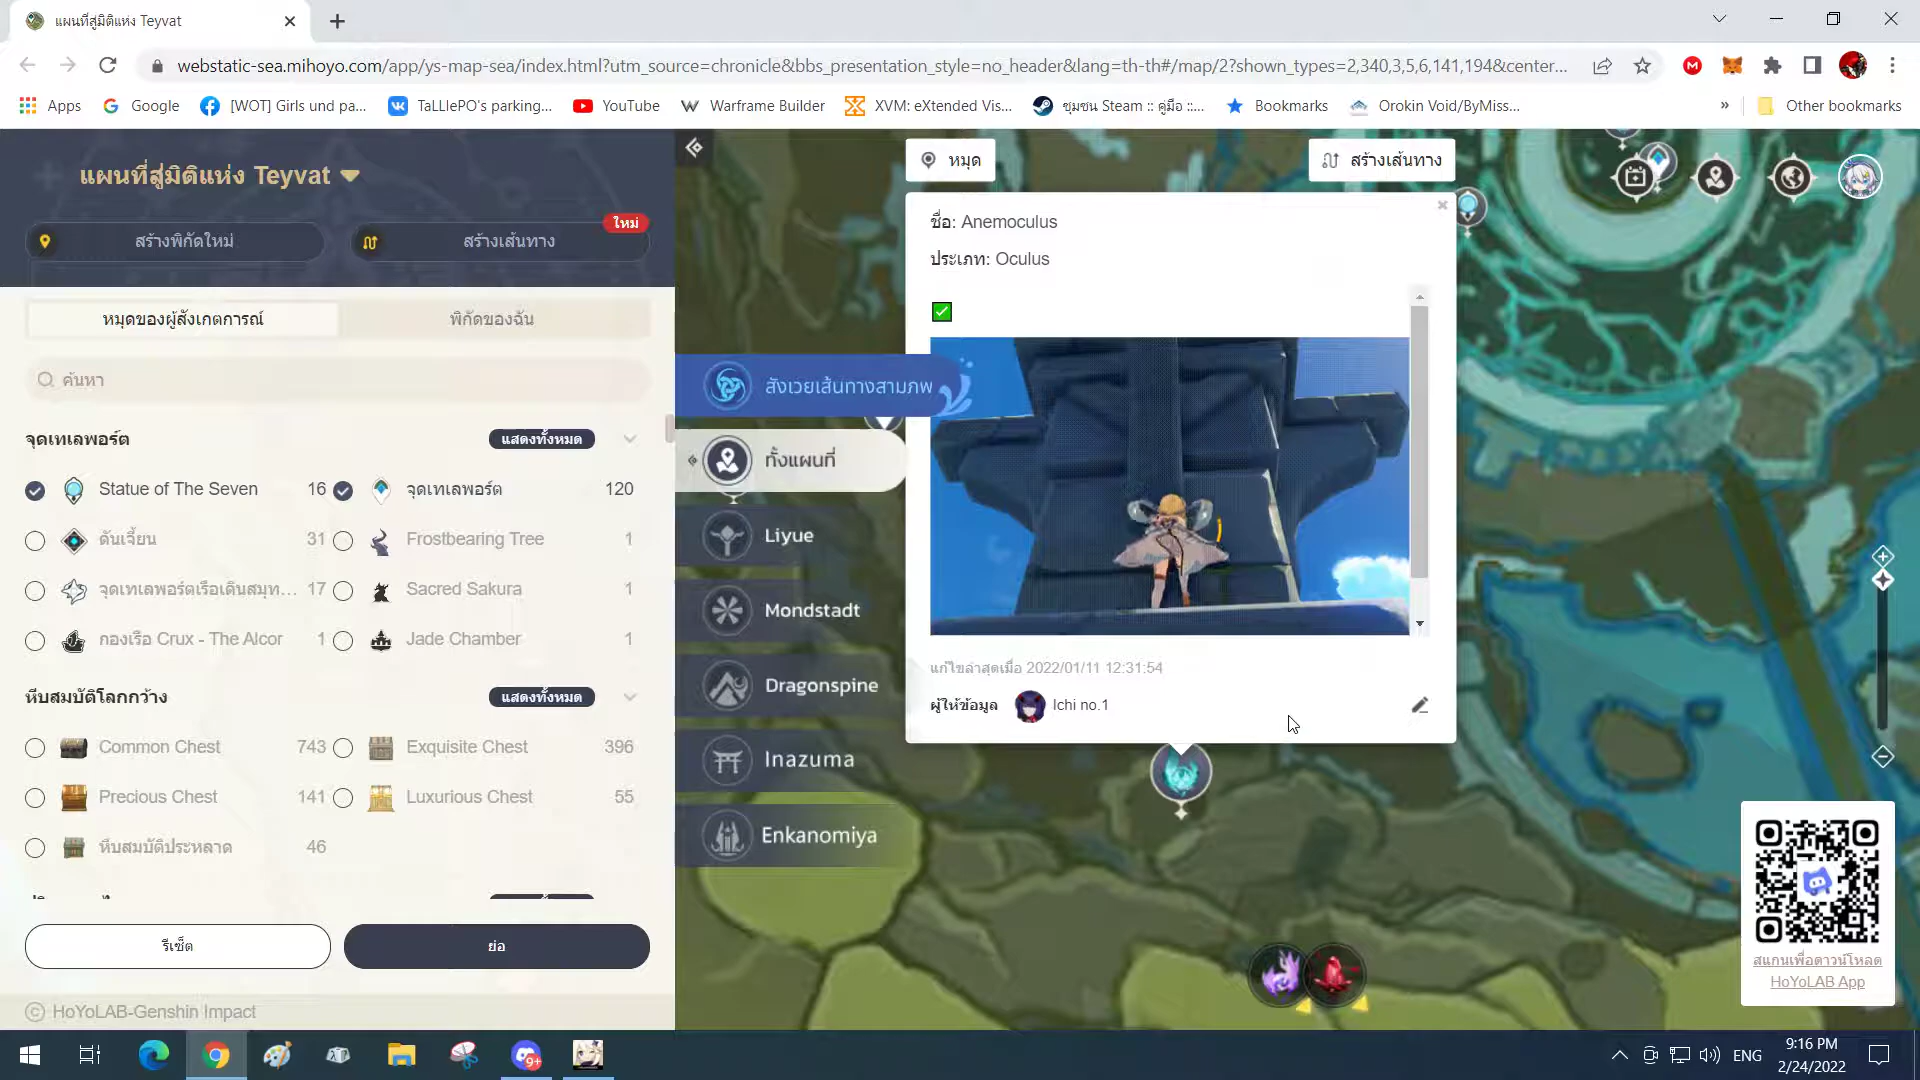 แผนที่สู่มิติแห่ง Teyvat
webstatic-sea.mihoyo.com/app/ys-map-sea/index.html?utm_source=chronicle&bbs_presentation_style=no_header&lang=th-th#/map/2?shown_types=2,340,3,5,6,141,194&center...
Apps
Google
[WOT] Girls und pa...
TaLLIePO's parking...
YouTube
Warframe Builder
XVM: eXtended Vis...
ชุมชน Steam :: คู่มือ ::...
Bookmarks
Orokin Void/ByMiss...
»
Other bookmarks
แผนที่สู่มิติแห่ง Teyvat
สร้างพิกัดใหม่
สร้างเส้นทาง
ใหม่
หมุดของผู้สังเกตการณ์
พิกัดของฉัน
ค้นหา
จุดเทเลพอร์ต
แสดงทั้งหมด
Statue of The Seven 16
จุดเทเลพอร์ต 120
ดันเจี้ยน 31
Frostbearing Tree 1
จุดเทเลพอร์ตเรือเดินสมุท... 17
Sacred Sakura 1
กองเรือ Crux - The Alcor 1
Jade Chamber 1
หีบสมบัติโลกกว้าง
แสดงทั้งหมด
Common Chest 743
Exquisite Chest 396
Precious Chest 141
Luxurious Chest 55
หีบสมบัติประหลาด 46
รีเซ็ต
ย่อ
© HoYoLAB-Genshin Impact
สังเวยเส้นทางสามภพ
ทั้งแผนที่
Liyue
Mondstadt
Dragonspine
Inazuma
Enkanomiya
หมุด
สร้างเส้นทาง
ชื่อ: Anemoculus
ประเภท: Oculus
แก้ไขล่าสุดเมื่อ 2022/01/11 12:31:54
ผู้ให้ข้อมูล
Ichi no.1
สแกนเพื่อดาวน์โหลด
HoYoLAB App
9+
ENG
9:16 PM
2/24/2022